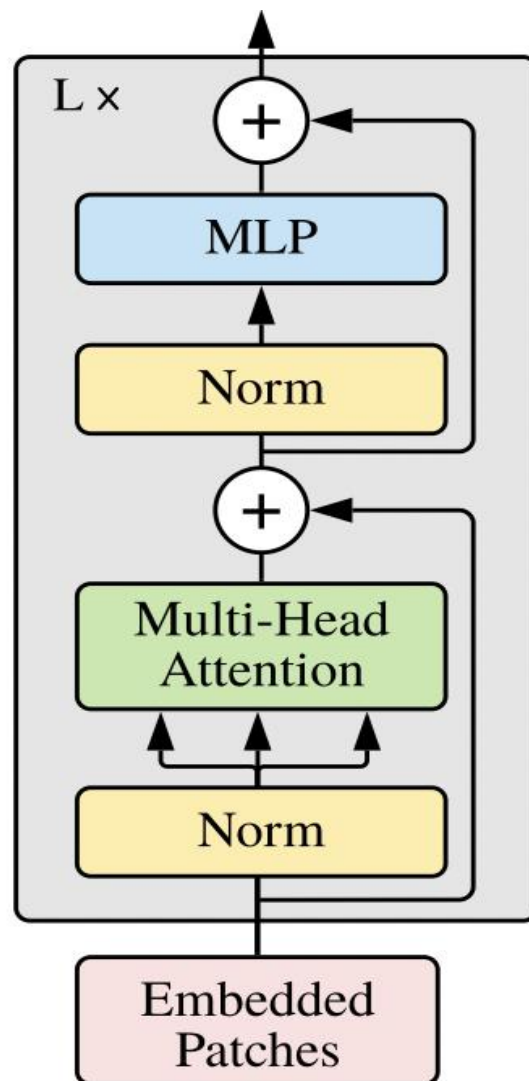 L ×
+
MLP
Norm
+
Multi-Head
Attention
Norm
Embedded
Patches